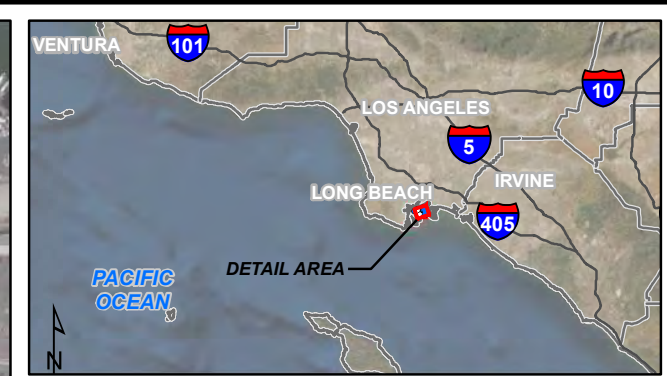 VENTURA
101
10
LOS ANGELES
5
IRVINE
LONG BEACH
405
DETAIL AREA
PACIFIC
OCEAN
N